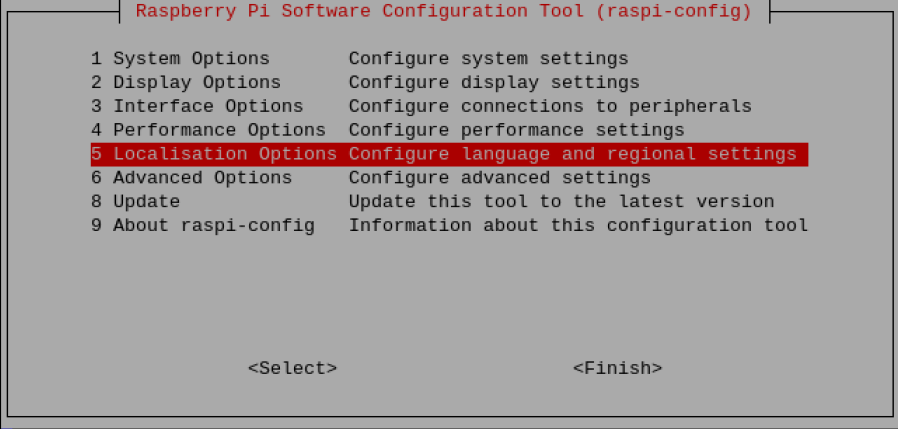 Raspberry Pi Software Configuration Tool (raspi-config)
1 System Options Configure system settings
2 Display Options Configure display settings
3 Interface Options Configure connections to peripherals
4 Performance Options Configure performance settings
5 Localisation Options Configure language and regional settings
6 Advanced Options Configure advanced settings
8 Update Update this tool to the latest version
9 About raspi-config Information about this configuration tool
<Select> <Finish>